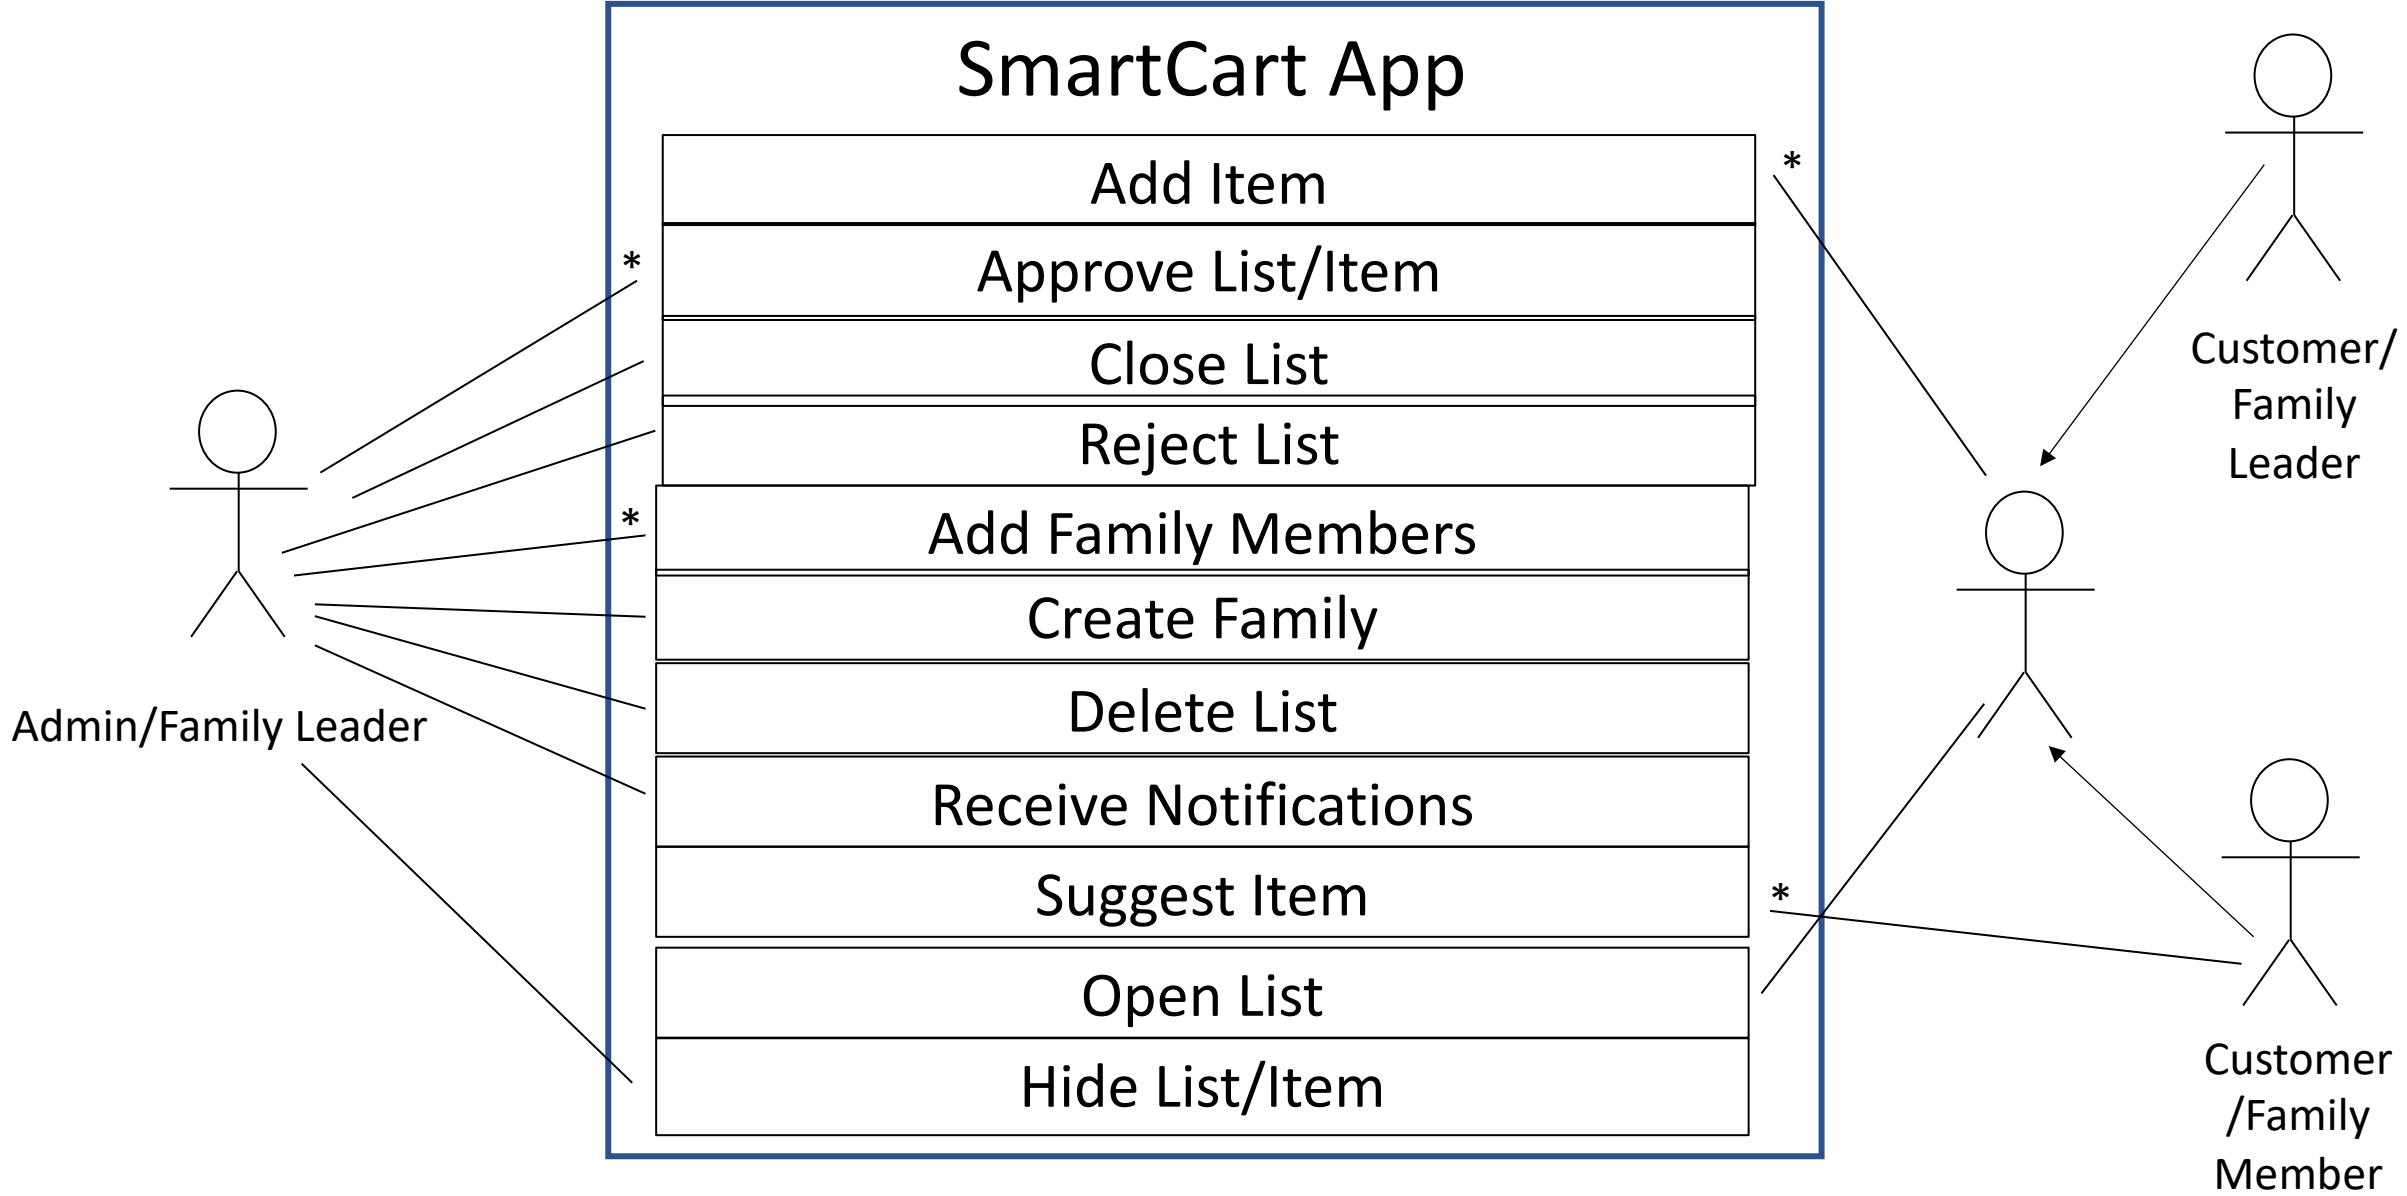 SmartCart App
Add Item
*
*
Approve List/Item
Close List
Reject List
*
Add Family Members
Create Family
Delete List
Receive Notifications
Suggest Item
*
Open List
Hide List/Item
Admin/Family Leader
Customer/
Family
Leader
Customer
/Family
Member